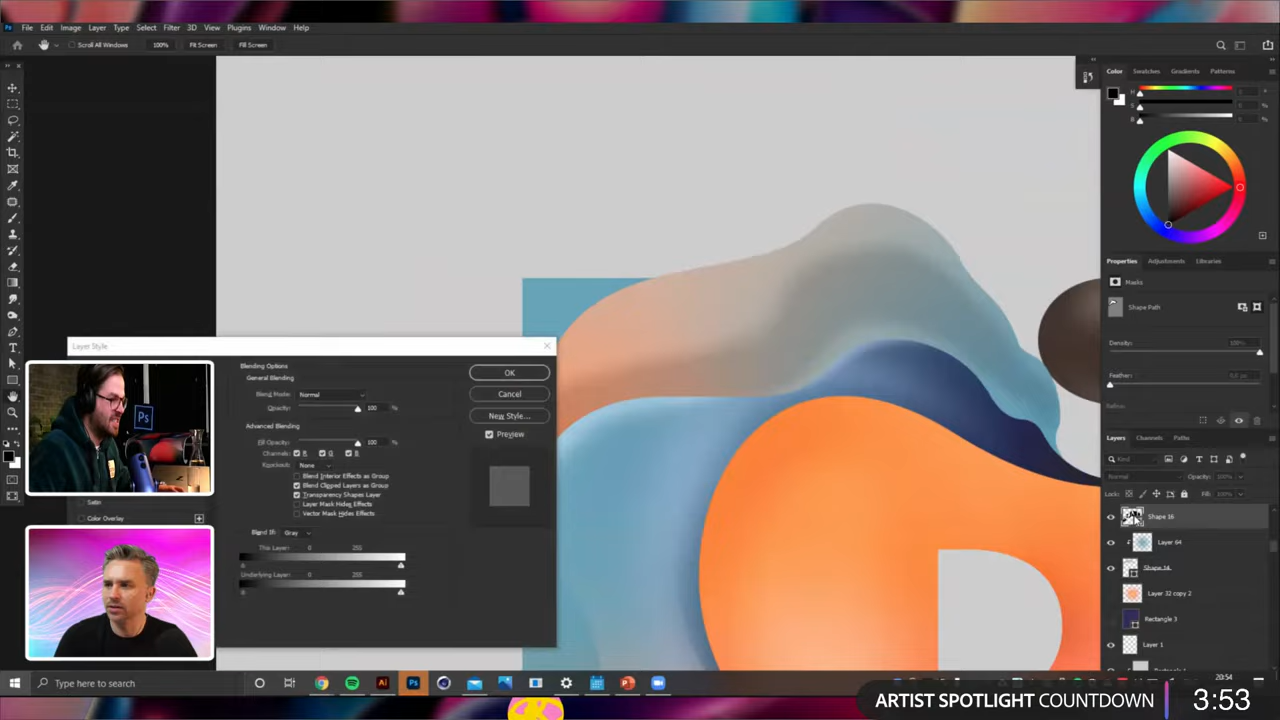 File Edit Image Layer Type Select Filter 3D View Plugins Window Help
Scroll All Windows 100% Fit Screen Fill Screen
Color Swatches Gradients Patterns
H
S
B
Properties Adjustments Libraries
Masks
Shape Path
Density: 100%
Feather: 0.0 px
Refine:
Layers Channels Paths
Kind
Normal Opacity: 100%
Lock: Fill: 100%
Shape 16
Layer 64
Shape 14
Layer 32 copy 2
Rectangle 3
Layer 1
Layer Style
Blending Options
General Blending
Blend Mode: Normal
Opacity: 100 %
Advanced Blending
Fill Opacity: 100 %
Channels: R G B
Knockout: None
Blend Interior Effects as Group
Blend Clipped Layers as Group
Transparency Shapes Layer
Layer Mask Hides Effects
Vector Mask Hides Effects
Blend If: Gray
This Layer: 0 255
Underlying Layer: 0 255
OK
Cancel
New Style...
Preview
Satin
Color Overlay
Ps
Type here to search
20:54
ARTIST SPOTLIGHT COUNTDOWN 3:53